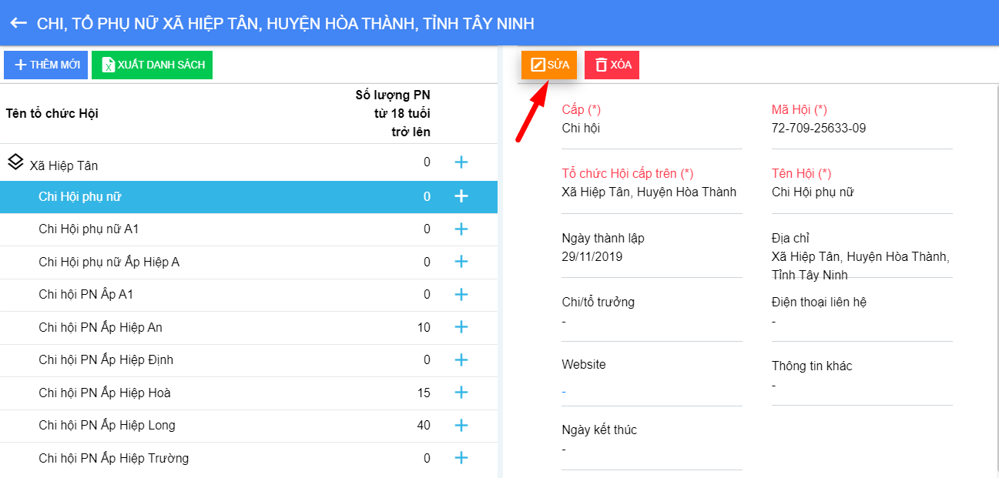 CHI, TỔ PHỤ NỮ XÃ HIỆP TÂN, HUYỆN HÒA THÀNH, TỈNH TÂY NINH
THÊM MỚI
XUẤT DANH SÁCH
Tên tổ chức Hội
Số lượng PN
từ 18 tuổi
trở lên
Xã Hiệp Tân 0
Chi Hội phụ nữ 0
Chi Hội phụ nữ A1 0
Chi Hội phụ nữ Ấp Hiệp A 0
Chi hội PN Âp A1 0
Chi hội PN Ấp Hiệp An 10
Chi hội PN Ấp Hiệp Định 0
Chi hội PN Ấp Hiệp Hoà 15
Chi hội PN Ấp Hiệp Long 40
Chi hội PN Ấp Hiệp Trường 0
SỬA
XÓA
Cấp (*)
Chi hội
Mã Hội (*)
72-709-25633-09
Tổ chức Hội cấp trên (*)
Xã Hiệp Tân, Huyện Hòa Thành
Tên Hội (*)
Chi Hội phụ nữ
Ngày thành lập
29/11/2019
Địa chỉ
Xã Hiệp Tân, Huyện Hòa Thành,
Tỉnh Tây Ninh
Chi/tổ trưởng
-
Điện thoại liên hệ
-
Website
-
Thông tin khác
-
Ngày kết thúc
-